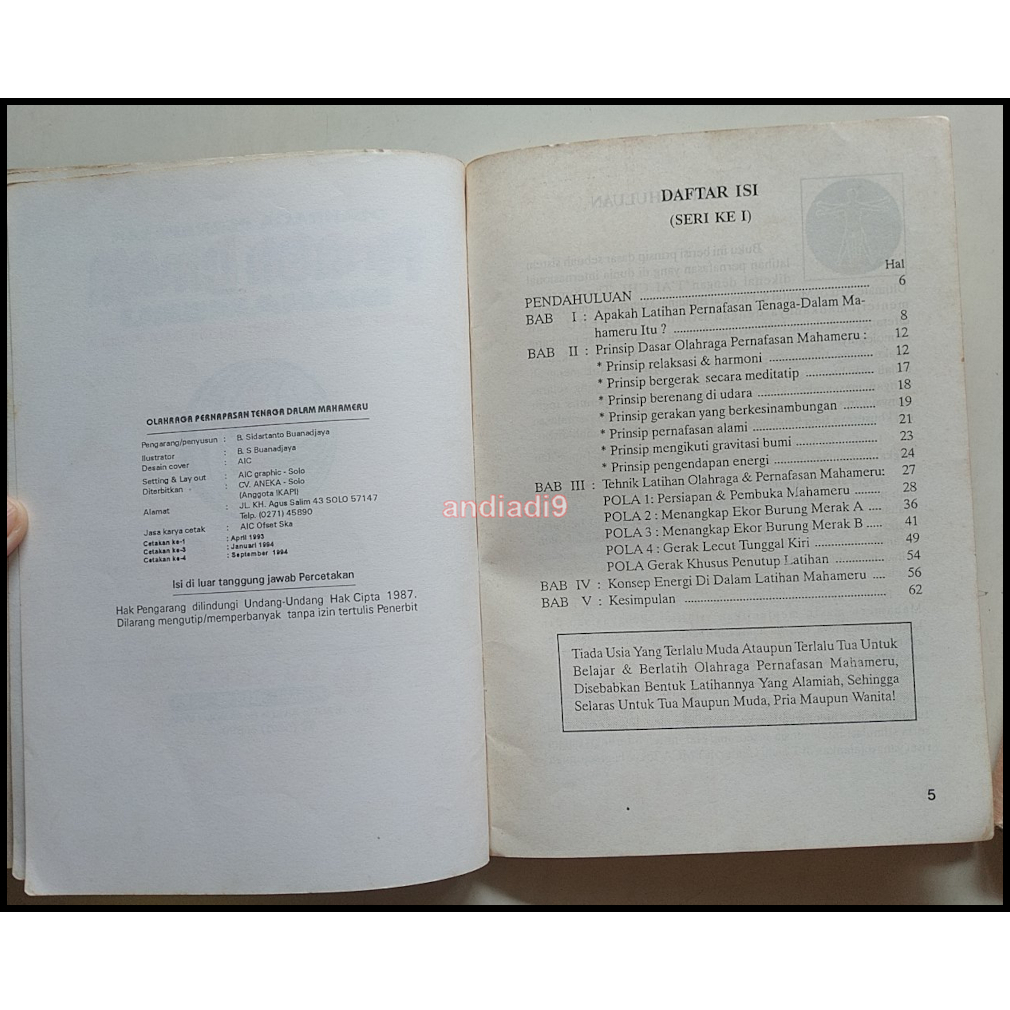 OLAHRAGA PERNAPASAN TENAGA DALAM MAHAMERU
Pengarang/penyusun : B. Sidartanto Buanadjaya
Ilustrator : B. S Buanadjaya
Desain cover : AIC
Setting & Lay out : AIC graphic - Solo
Diterbitkan : CV. ANEKA - Solo
(Anggota IKAPI)
Alamat : JL. KH. Agus Salim 43 SOLO 57147
Telp. (0271) 45890
Jasa karya cetak : AIC Ofset Ska
Cetakan ke-1 : April 1993
Cetakan ke-3 : Januari 1994
Cetakan ke-4 : September 1994
Isi di luar tanggung jawab Percetakan
Hak Pengarang dilindungi Undang-Undang Hak Cipta 1987.
Dilarang mengutip/memperbanyak tanpa izin tertulis Penerbit
andiadi9
DAFTAR ISI
(SERI KE I)
Hal
PENDAHULUAN .......... 6
BAB I : Apakah Latihan Pernafasan Tenaga-Dalam Ma-
hameru Itu ? .......... 8
BAB II : Prinsip Dasar Olahraga Pernafasan Mahameru : 12
* Prinsip relaksasi & harmoni .......... 12
* Prinsip bergerak secara meditatip .......... 17
* Prinsip berenang di udara .......... 18
* Prinsip gerakan yang berkesinambungan .......... 19
* Prinsip pernafasan alami .......... 21
* Prinsip mengikuti gravitasi bumi .......... 23
* Prinsip pengendapan energi .......... 24
BAB III : Tehnik Latihan Olahraga & Pernafasan Mahameru: 27
POLA 1: Persiapan & Pembuka Mahameru ........ 28
POLA 2 : Menangkap Ekor Burung Merak A ..... 36
POLA 3 : Menangkap Ekor Burung Merak B ..... 41
POLA 4 : Gerak Lecut Tunggal Kiri .......... 49
POLA Gerak Khusus Penutup Latihan .......... 54
BAB IV : Konsep Energi Di Dalam Latihan Mahameru .... 56
BAB V : Kesimpulan .......... 62
Tiada Usia Yang Terlalu Muda Ataupun Terlalu Tua Untuk
Belajar & Berlatih Olahraga Pernafasan Mahameru,
Disebabkan Bentuk Latihannya Yang Alamiah, Sehingga
Selaras Untuk Tua Maupun Muda, Pria Maupun Wanita!
5